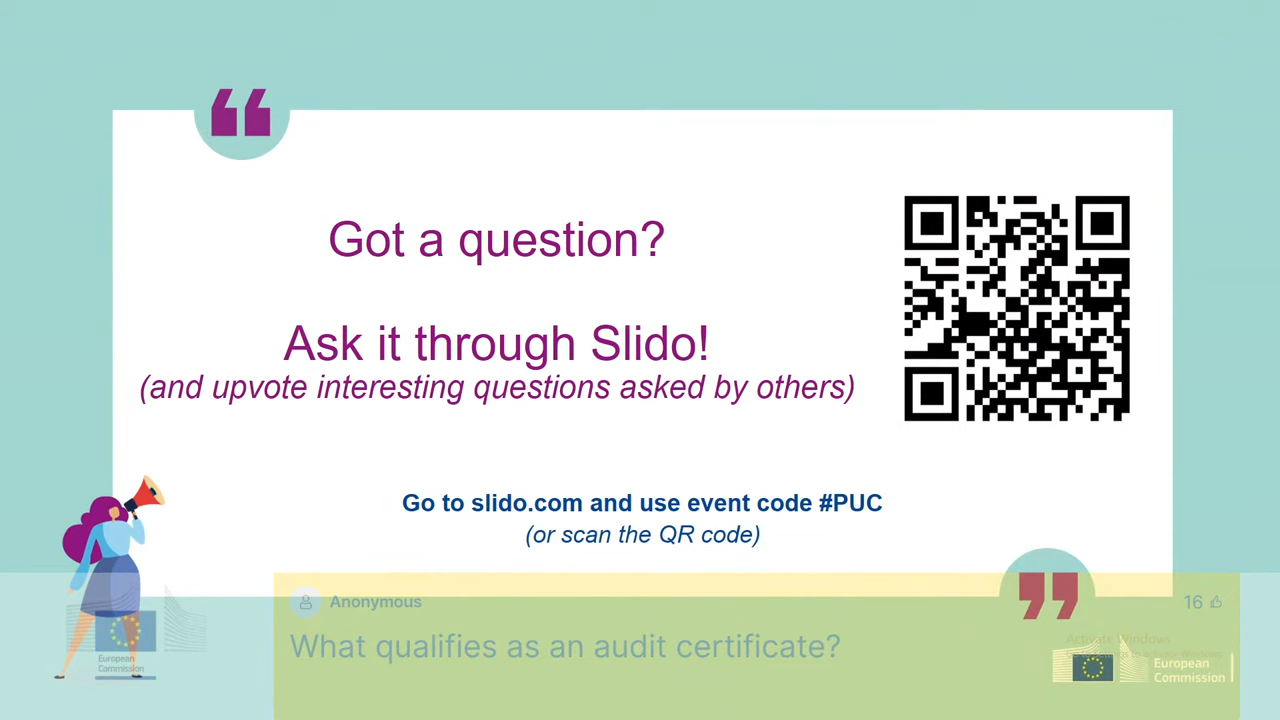 Got a question?
Ask it through Slido!
(and upvote interesting questions asked by others)
Go to slido.com and use event code #PUC
(or scan the QR code)
Anonymous
16
What qualifies as an audit certificate?
Activate Windows
European
Commission
European
Commission